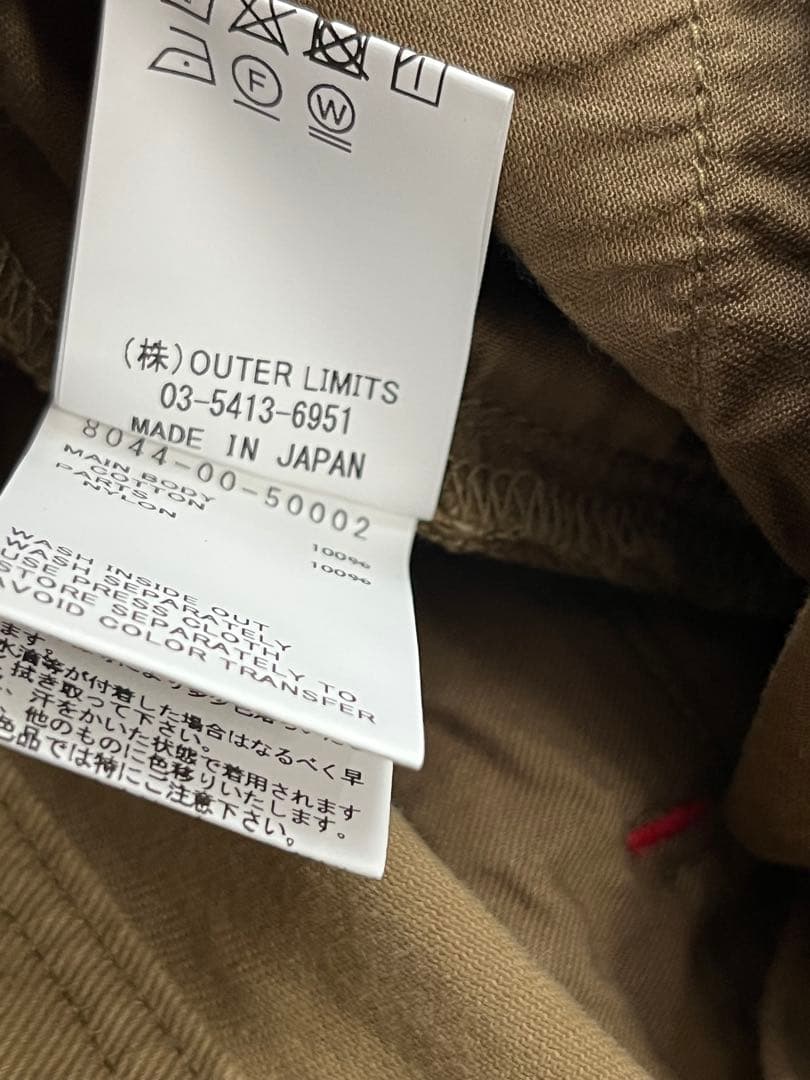 F
W
(株)OUTER LIMITS
03-5413-6951
MADE IN JAPAN
8044-00-50002
MAIN BODY
COTTON 100%
PARTS
NYLON 100%
WASH INSIDE OUT
WASH SEPARATELY
USE PRESS CLOTH
STORE SEPARATELY TO
AVOID COLOR TRANSFER
ます。
水滴等が付着した場合はなるべく早
拭き取って下さい。
、汗をかいた状態で着用されます
、他のものに色移りいたします。
色品では特にご注意下さい。